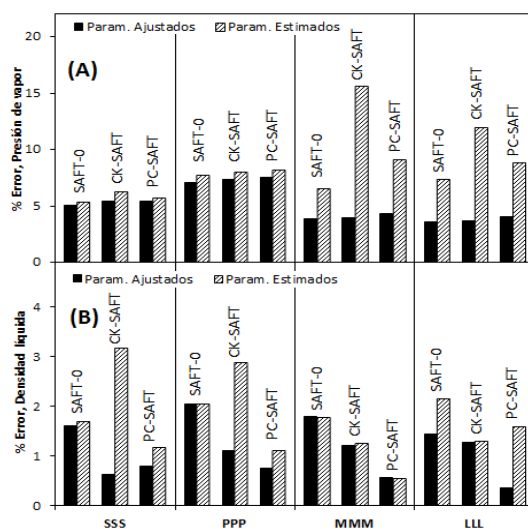 Param. Ajustados Param. Estimados
(A)
% Error, Presión de vapor
20
15
10
5
0
SAFT-0
CK-SAFT
PC-SAFT
SAFT-0
CK-SAFT
PC-SAFT
SAFT-0
CK-SAFT
PC-SAFT
SAFT-0
CK-SAFT
PC-SAFT
Param. Ajustados Param. Estimados
(B)
% Error, Densidad liquida
4
3
2
1
0
SAFT-0
CK-SAFT
PC-SAFT
SAFT-0
CK-SAFT
PC-SAFT
SAFT-0
CK-SAFT
PC-SAFT
SAFT-0
CK-SAFT
PC-SAFT
SSS PPP MMM LLL